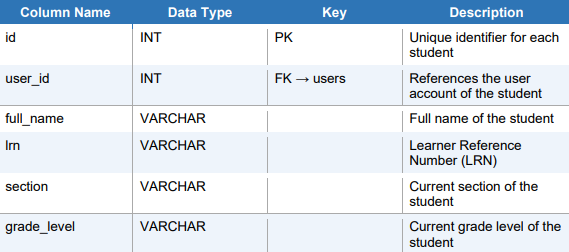 Column Name Data Type Key Description
id INT PK Unique identifier for each
student
user_id INT FK → users References the user
account of the student
full_name VARCHAR Full name of the student
lrn VARCHAR Learner Reference
Number (LRN)
section VARCHAR Current section of the
student
grade_level VARCHAR Current grade level of the
student